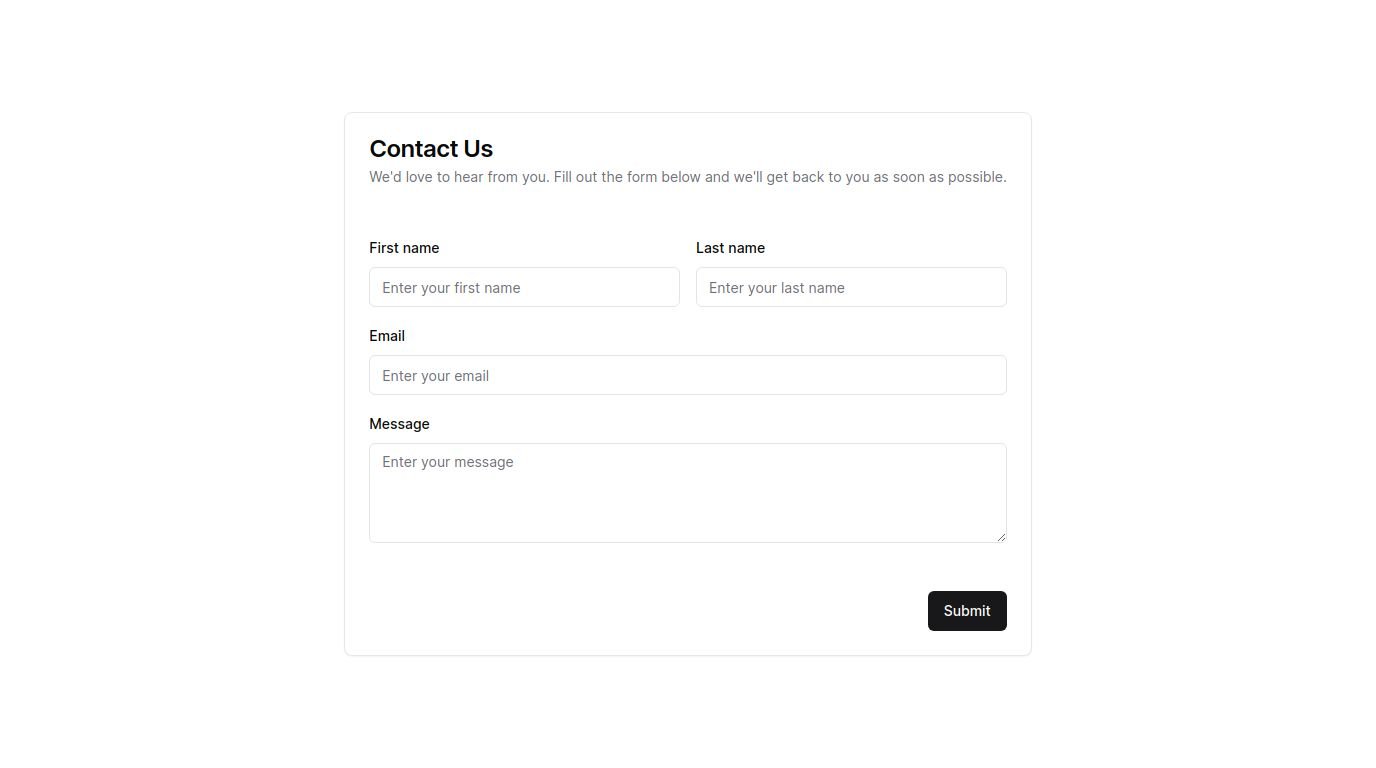 Contact Us
We'd love to hear from you. Fill out the form below and we'll get back to you as soon as possible.
First name
Last name
Enter your first name
Enter your last name
Email
Enter your email
Message
Enter your message
Submit